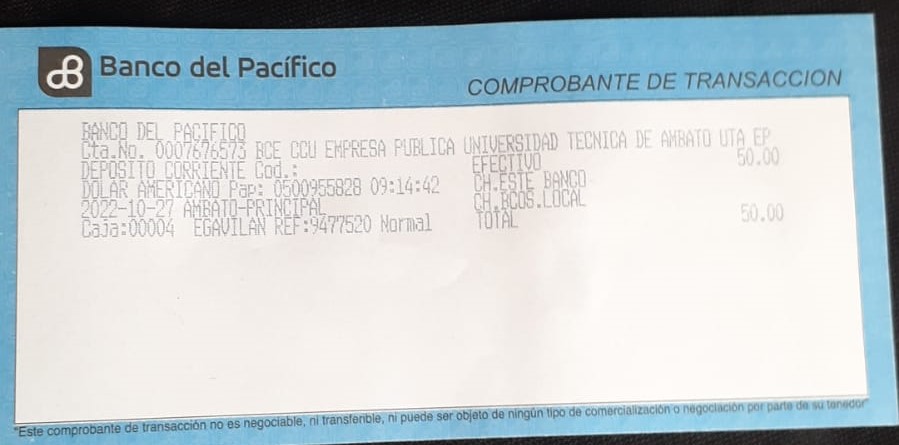 Banco del Pacífico
COMPROBANTE DE TRANSACCION
BANCO DEL PACIFICO
Cta.No. 0007676573 BCE CCU EMPRESA PUBLICA UNIVERSIDAD TECNICA DE AMBATO UTA EP
DEPOSITO CORRIENTE Cod.: EFECTIVO 50.00
DOLAR AMERICANO Pap: 0500955828 09:14:42 CH.ESTE BANCO
2022-10-27 AMBATO-PRINCIPAL CH.BCOS.LOCAL
Caja:00004 EGAVILAN REF:9477520 Normal TOTAL 50.00
"Este comprobante de transacción no es negociable, ni transferible, ni puede ser objeto de ningún tipo de comercialización o negociación por parte de su tenedor"